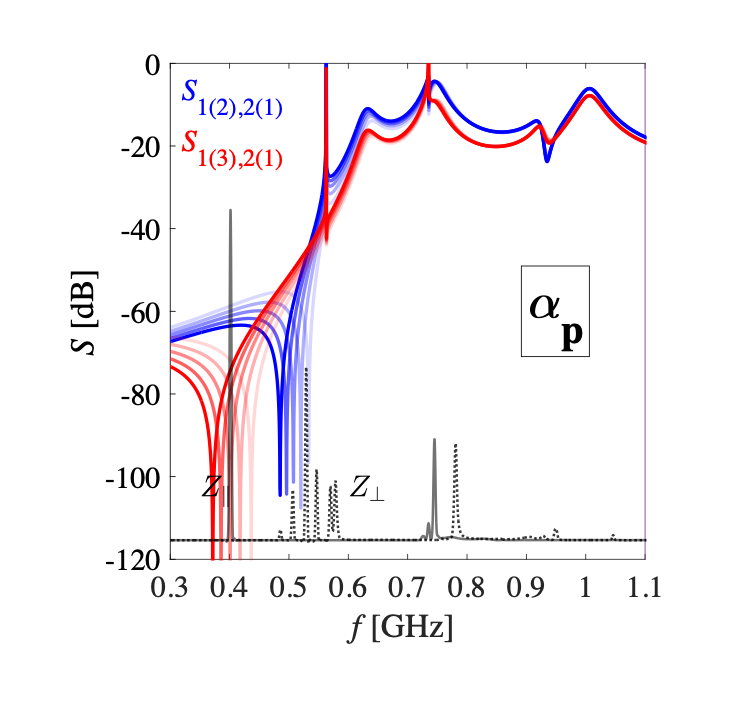 0
-20
-40
-60
-80
-100
-120
S [dB]
S1(2),2(1)
S1(3),2(1)
αp
Z∥
Z⊥
0.3 0.4 0.5 0.6 0.7 0.8 0.9 1 1.1
f [GHz]